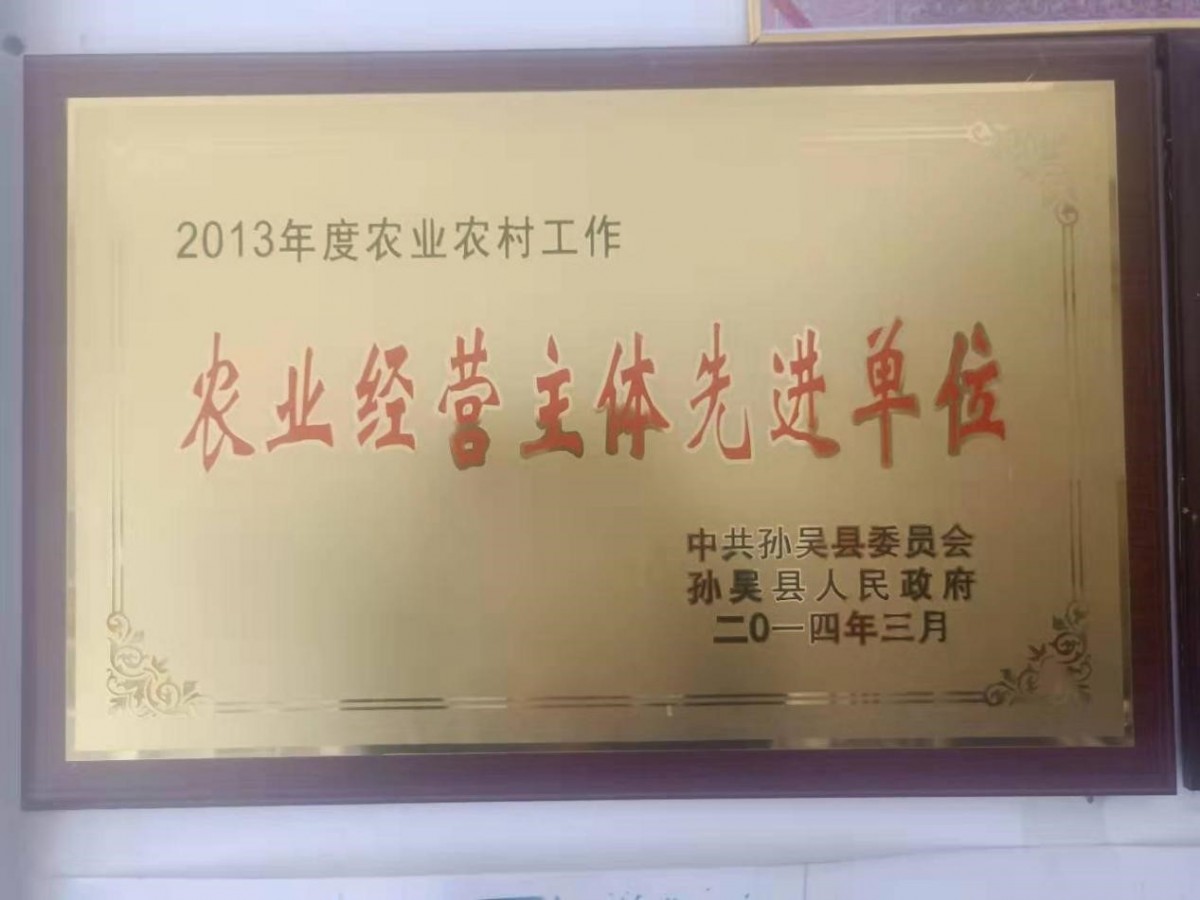 2013年度农业农村工作
农业经营主体先进单位
中共孙吴县委员会
孙吴县人民政府
二0一四年三月